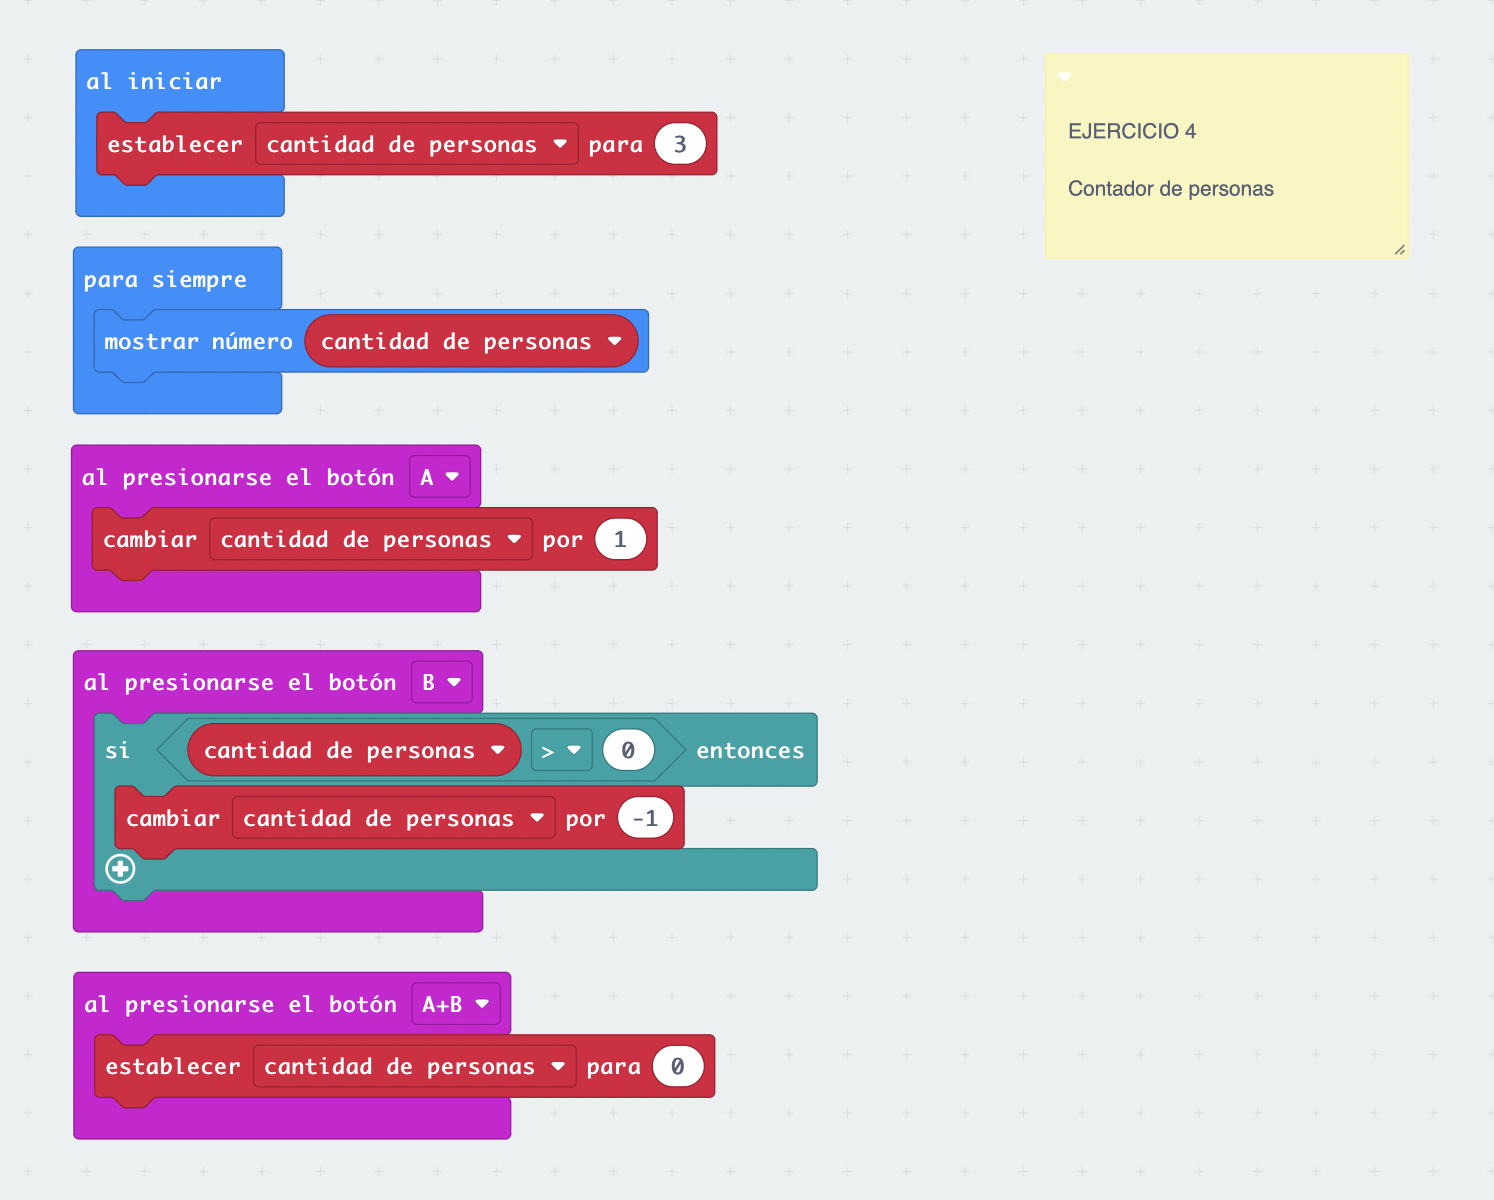 al iniciar
establecer cantidad de personas para 3
para siempre
mostrar número cantidad de personas
al presionarse el botón A
cambiar cantidad de personas por 1
al presionarse el botón B
si cantidad de personas > 0 entonces
cambiar cantidad de personas por -1
al presionarse el botón A+B
establecer cantidad de personas para 0
EJERCICIO 4
Contador de personas